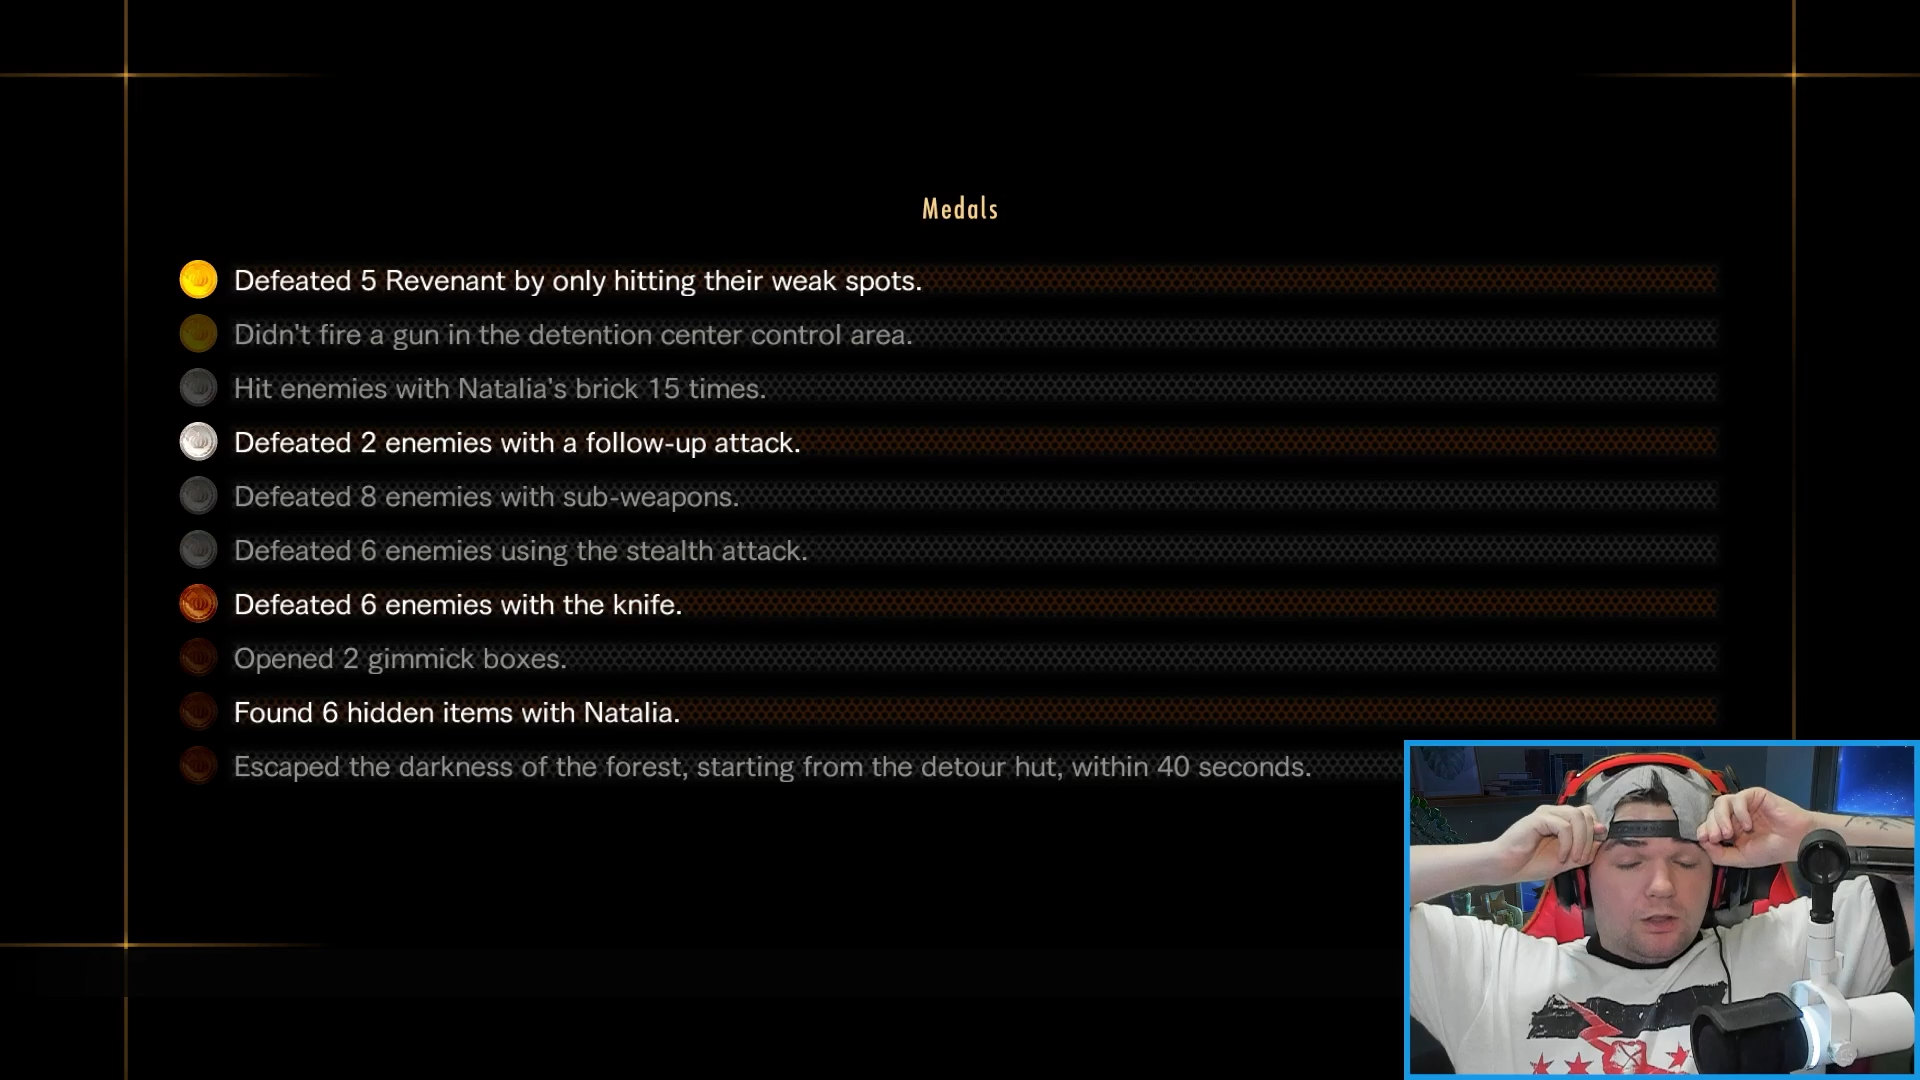 Medals
Defeated 5 Revenant by only hitting their weak spots.
Didn't fire a gun in the detention center control area.
Hit enemies with Natalia's brick 15 times.
Defeated 2 enemies with a follow-up attack.
Defeated 8 enemies with sub-weapons.
Defeated 6 enemies using the stealth attack.
Defeated 6 enemies with the knife.
Opened 2 gimmick boxes.
Found 6 hidden items with Natalia.
Escaped the darkness of the forest, starting from the detour hut, within 40 seconds.